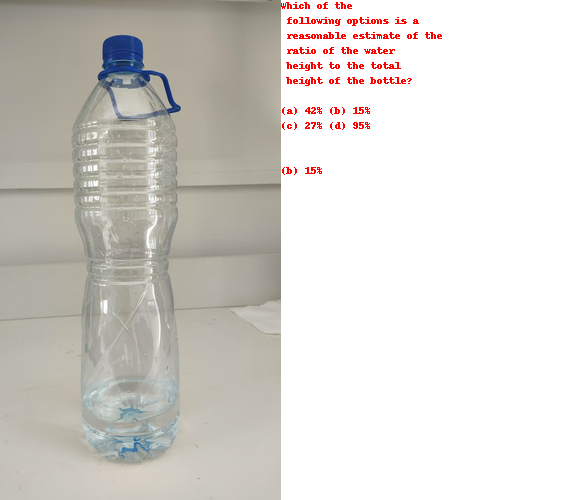 Which of the
following options is a
reasonable estimate of the
ratio of the water
height to the total
height of the bottle?
(a) 42% (b) 15%
(c) 27% (d) 95%
(b) 15%